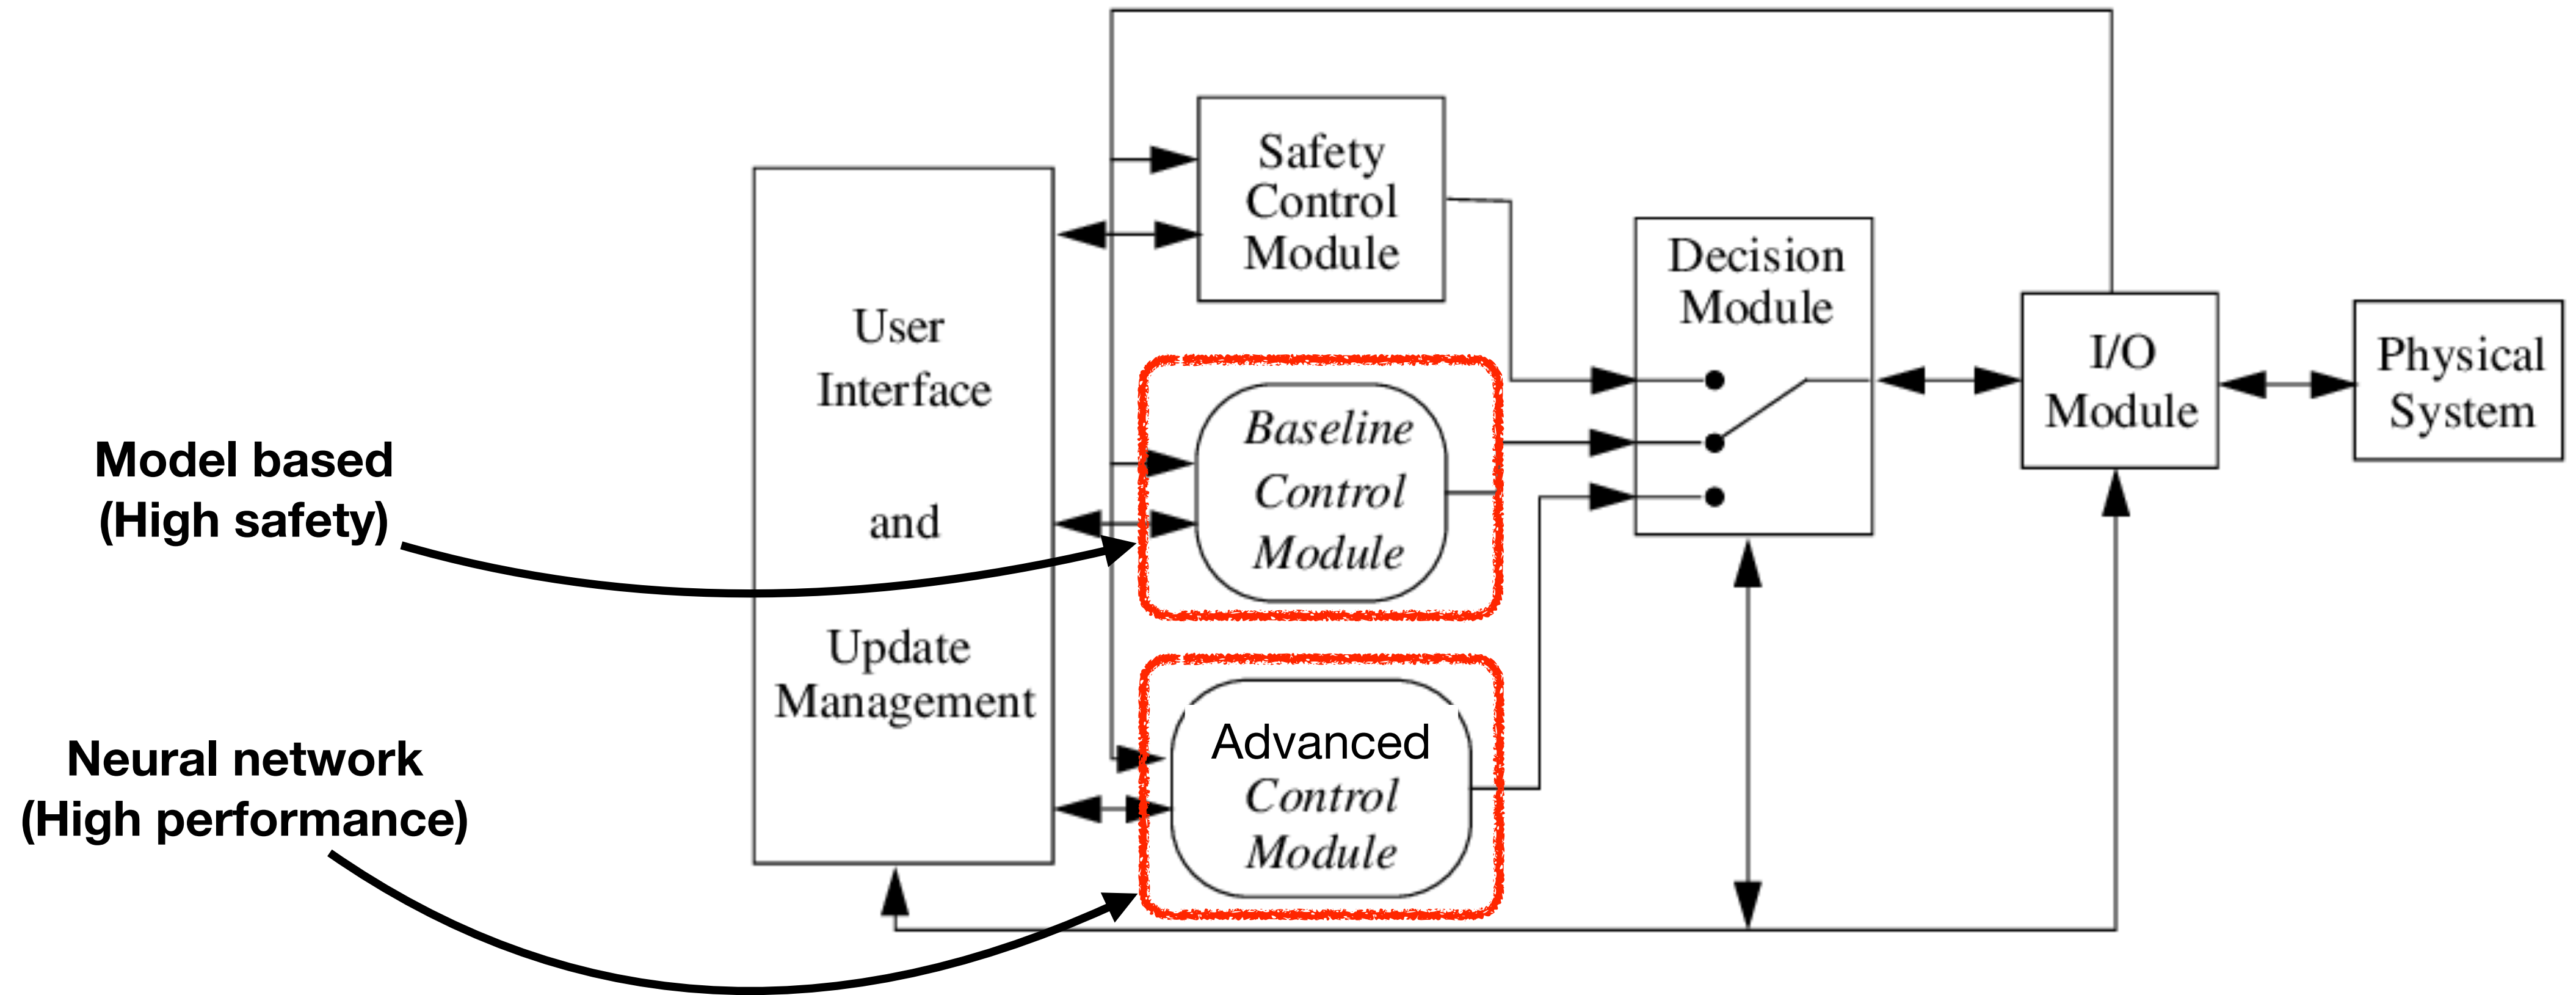 Model based
(High safety)
Neural network
(High performance)
User
Interface
and
Update
Management
Safety
Control
Module
Baseline
Control
Module
Advanced
Control
Module
Decision
Module
I/O
Module
Physical
System